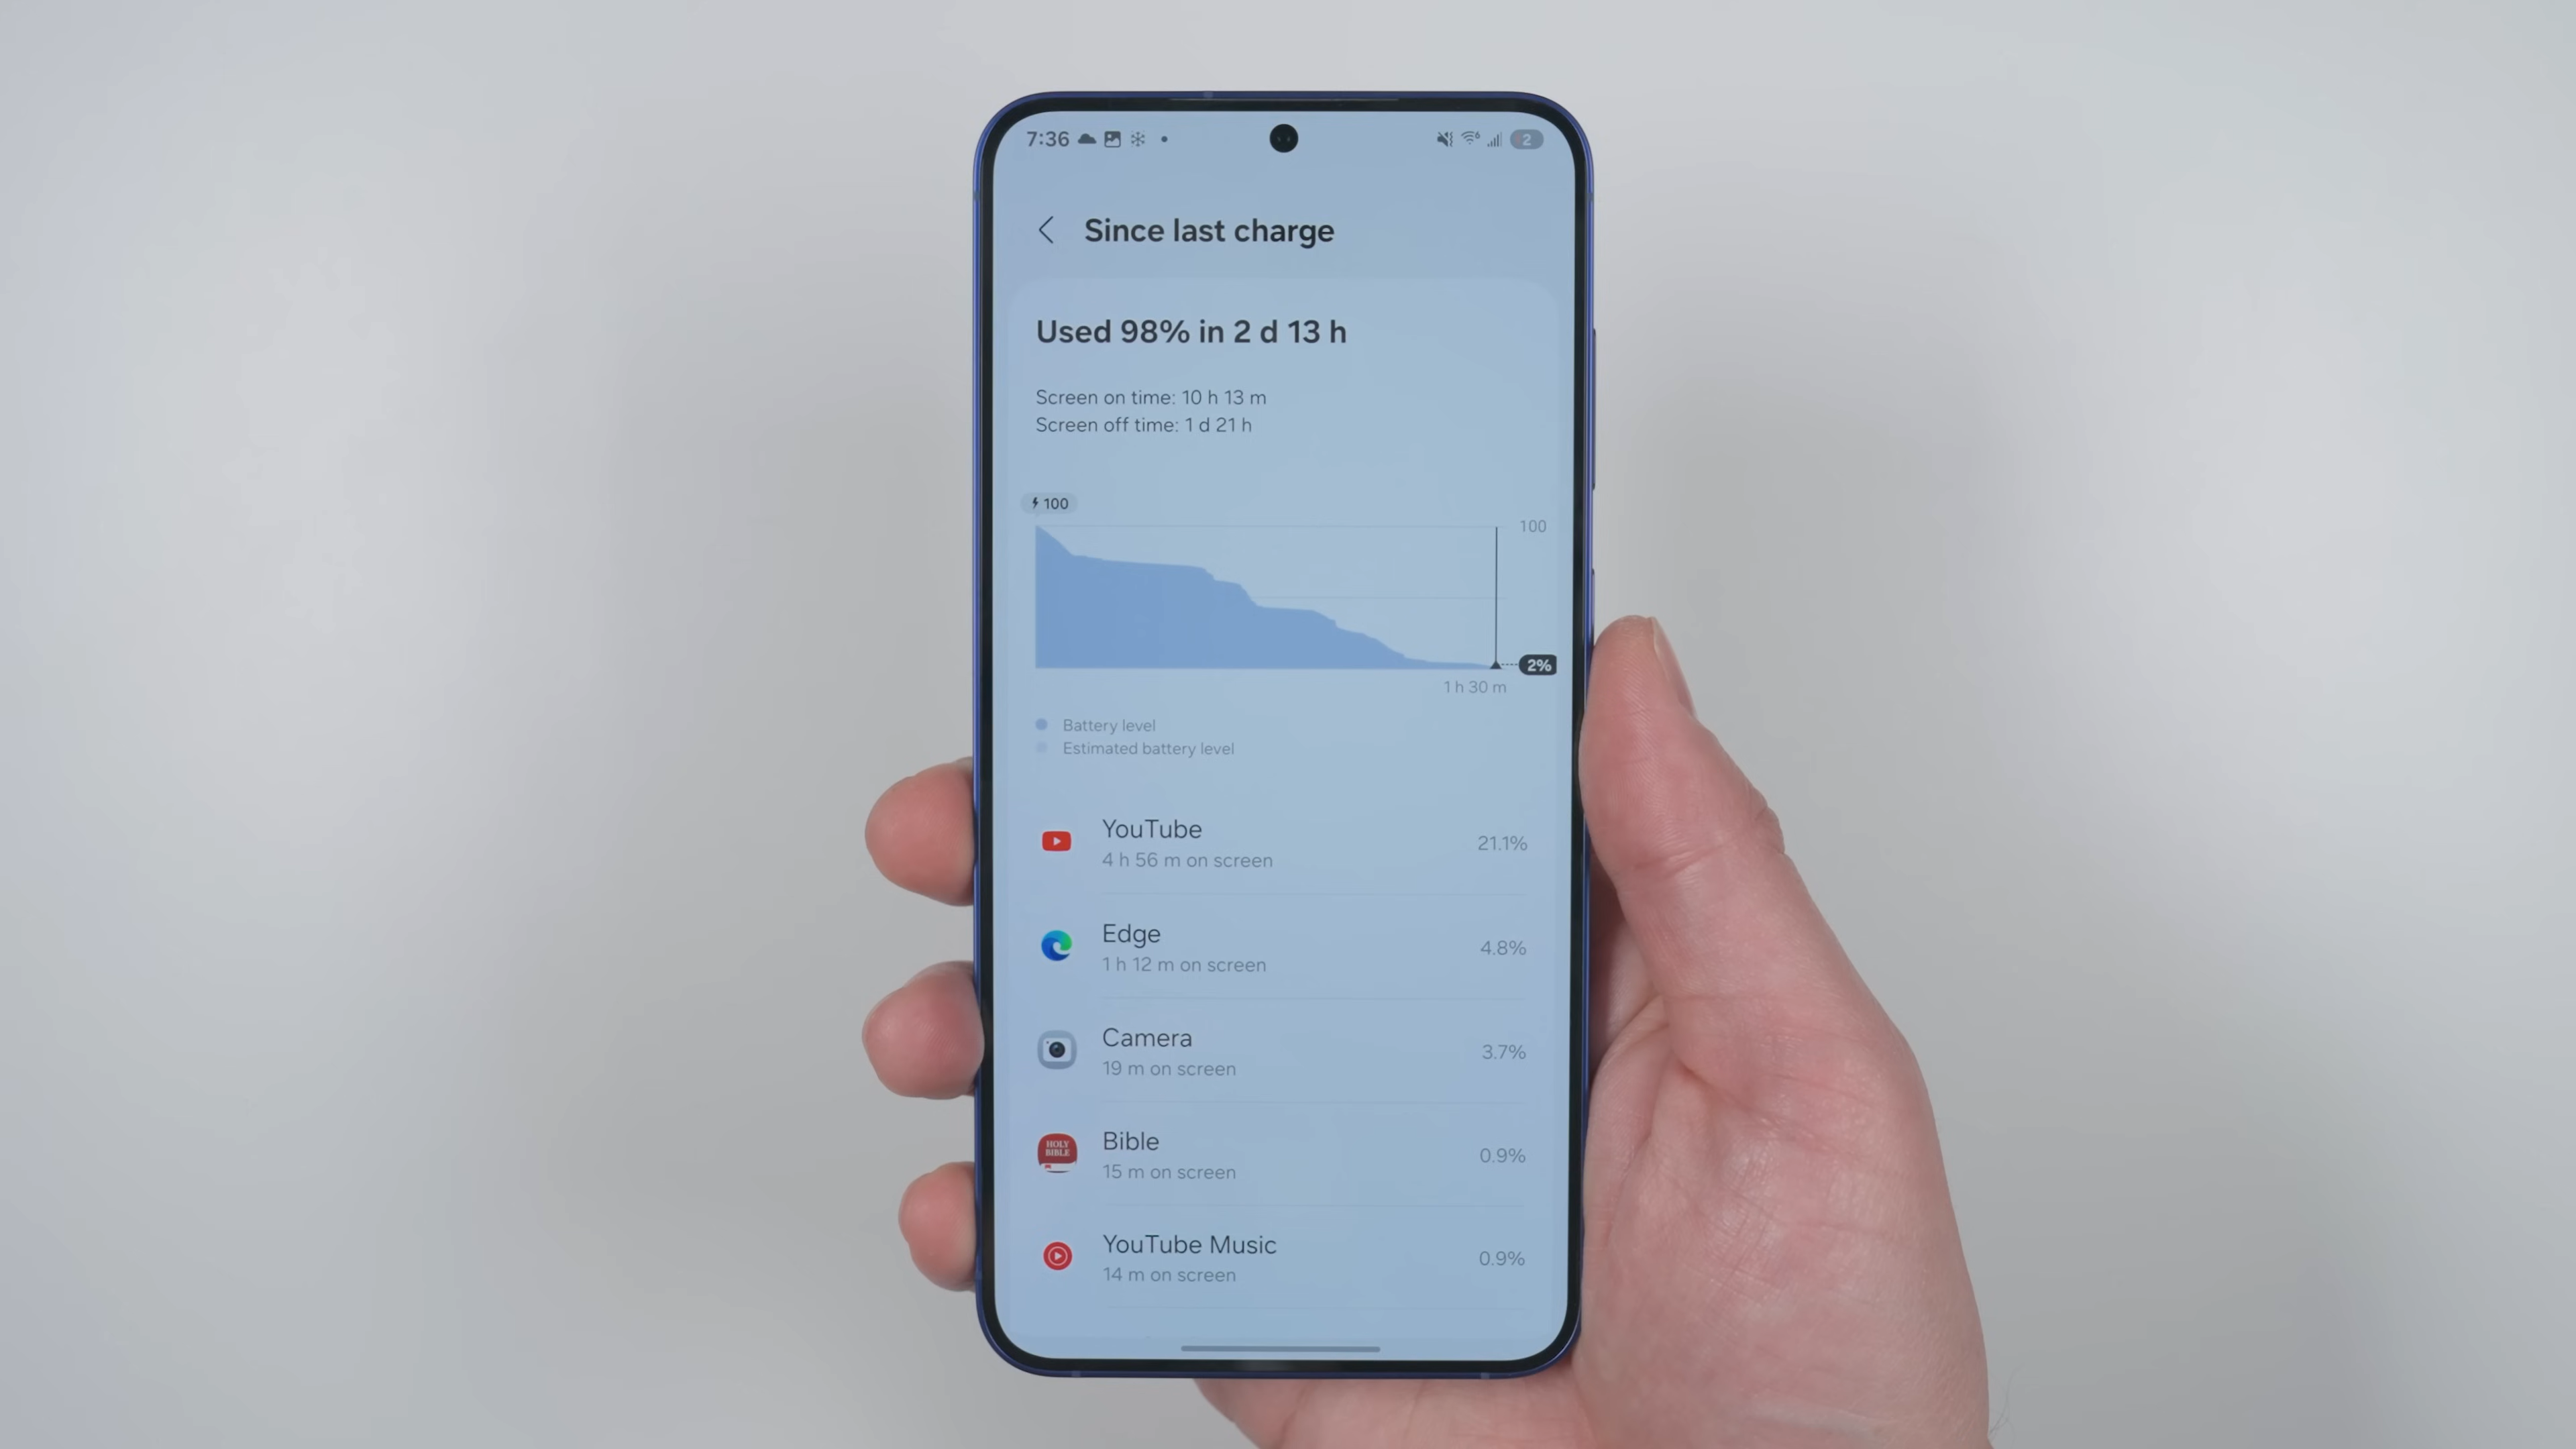 7:36
2
Since last charge
Used 98% in 2 d 13 h
Screen on time: 10 h 13 m
Screen off time: 1 d 21 h
100
100
2%
1 h 30 m
Battery level
Estimated battery level
YouTube
4 h 56 m on screen
21.1%
Edge
1 h 12 m on screen
4.8%
Camera
19 m on screen
3.7%
HOLY
BIBLE
Bible
15 m on screen
0.9%
YouTube Music
14 m on screen
0.9%